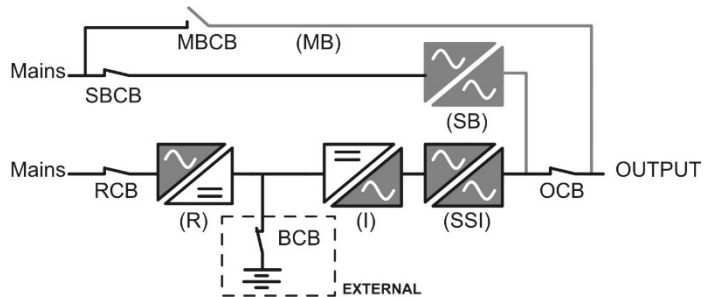 MBCB (MB)
Mains
SBCB
(SB)
Mains OUTPUT
RCB OCB
(R) (I) (SSI)
BCB
EXTERNAL